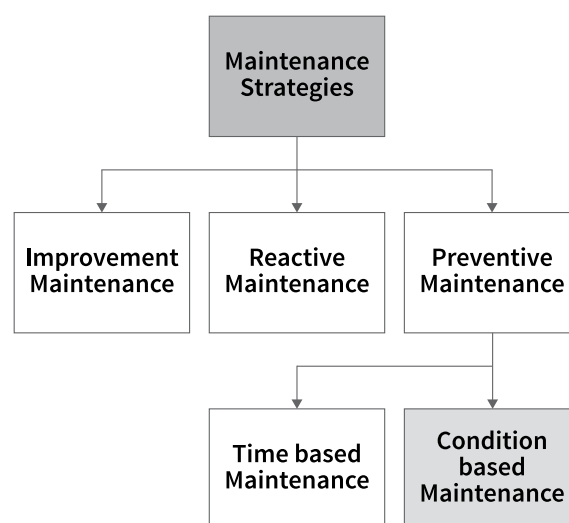 Maintenance
Strategies
Improvement
Maintenance
Reactive
Maintenance
Preventive
Maintenance
Time based
Maintenance
Condition
based
Maintenance